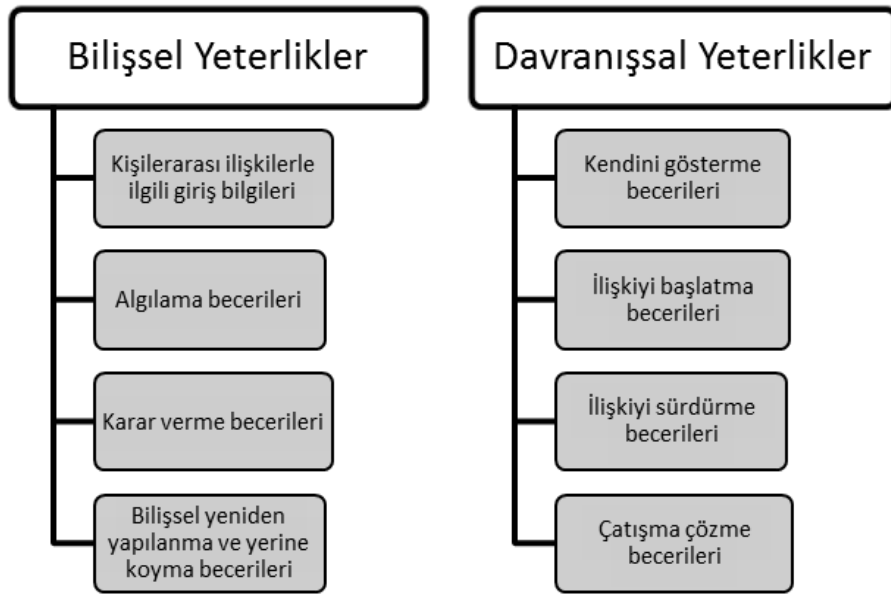 Bilişsel Yeterlikler
Kişilerarası ilişkilerle
ilgili giriş bilgileri
Algılama becerileri
Karar verme becerileri
Bilişsel yeniden
yapılanma ve yerine
koyma becerileri
Davranışsal Yeterlikler
Kendini gösterme
becerileri
İlişkiyi başlatma
becerileri
İlişkiyi sürdürme
becerileri
Çatışma çözme
becerileri